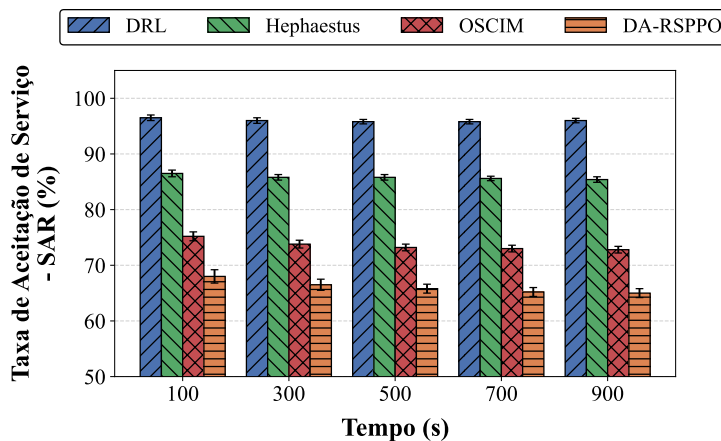 DRL Hephaestus OSCIM DA-RSPPO
Taxa de Aceitação de Serviço
- SAR (%)
100
90
80
70
60
50
100 300 500 700 900
Tempo (s)